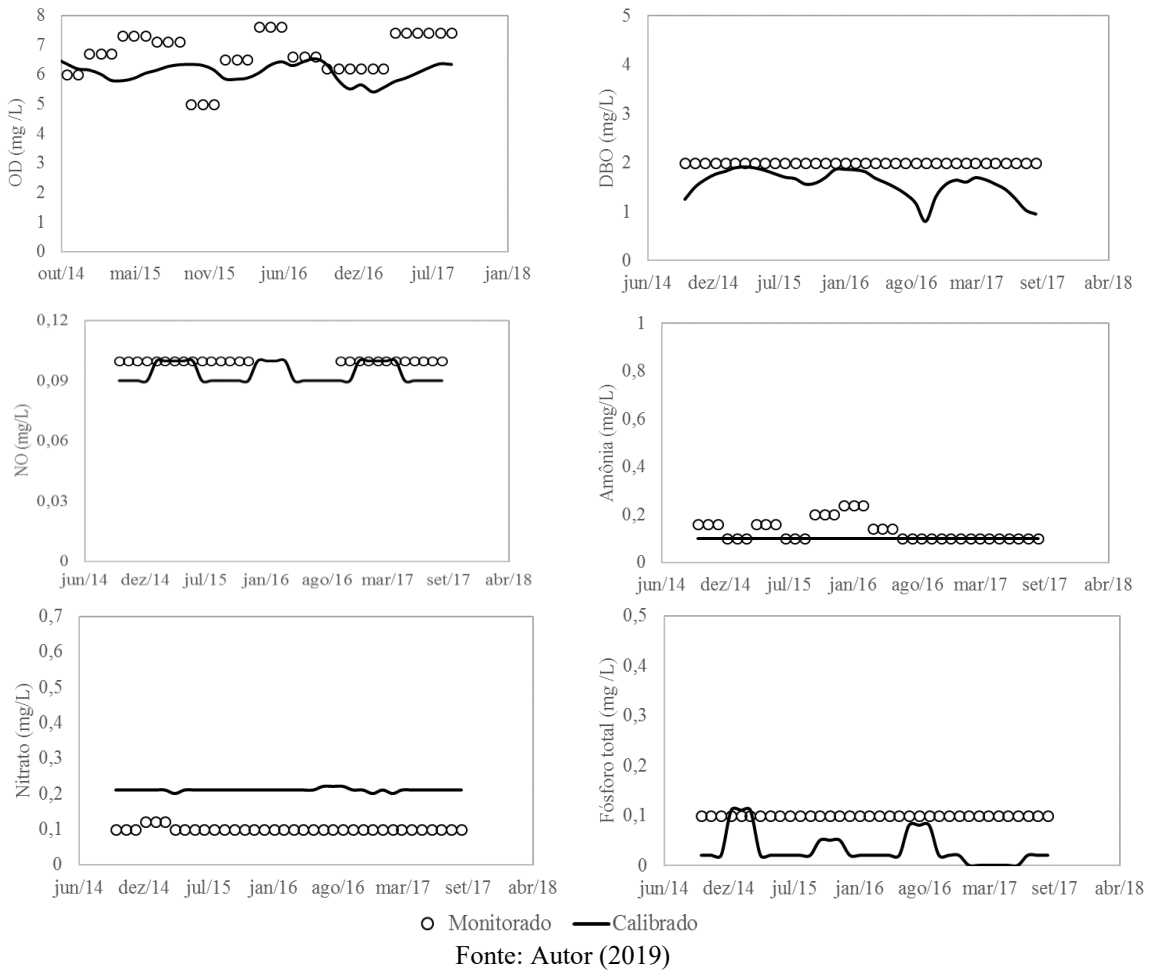 8
7
6
5
4
3
2
1
0
OD (mg /L)
out/14 mai/15 nov/15 jun/16 dez/16 jul/17 jan/18
5
4
3
2
1
0
DBO (mg/L)
jun/14 dez/14 jul/15 jan/16 ago/16 mar/17 set/17 abr/18
0,12
0,09
0,06
0,03
0
NO (mg/L)
jun/14 dez/14 jul/15 jan/16 ago/16 mar/17 set/17 abr/18
1
0,8
0,6
0,4
0,2
0
Amônia (mg/L)
jun/14 dez/14 jul/15 jan/16 ago/16 mar/17 set/17 abr/18
0,7
0,6
0,5
0,4
0,3
0,2
0,1
0
Nitrato (mg/L)
jun/14 dez/14 jul/15 jan/16 ago/16 mar/17 set/17 abr/18
0,5
0,4
0,3
0,2
0,1
0
Fósforo total (mg /L)
jun/14 dez/14 jul/15 jan/16 ago/16 mar/17 set/17 abr/18
Monitorado Calibrado
Fonte: Autor (2019)